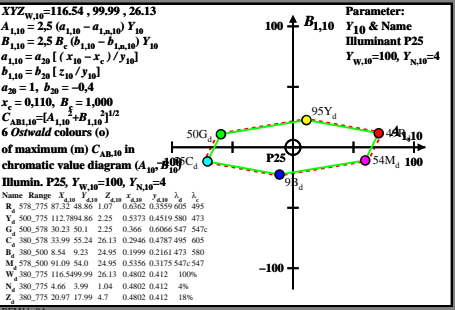 XYZW,10=116.54 , 99.99 , 26.13
A1,10 = 2,5 (a1,10 – a1,n,10) Y10
B1,10 = 2,5 Bc (b1,10 – b1,n,10) Y10
a1,10 = a20 [ ( x10 – xc ) / y10]
b1,10 = b20 [ z10 / y10]
a20 = 1, b20 = –0,4
xc = 0,110, Bc = 1,000
CAB1,10=[A1,10²+B1,10²]1/2
6 Ostwald colours (o)
of maximum (m) CAB,10 in
chromatic value diagram (A10, B10)
Illumin. P25, YW,10=100, YN,10=4
Name Range Xd,10 Yd,10 Zd,10 xd,10 yd,10 λd λc
Rd 578_775 87.32 48.86 1.07 0.6362 0.3559 605 495
Yd 500_775 112.78 94.86 2.25 0.5373 0.4519 580 473
Gd 500_578 30.23 50.1 2.25 0.366 0.6066 547 547c
Cd 380_578 33.99 55.24 26.13 0.2946 0.4787 495 605
Bd 380_500 8.54 9.23 24.95 0.1999 0.2161 473 580
Md 578_500 91.09 54.0 24.95 0.5356 0.3175 547c 547
Wd 380_775 116.54 99.99 26.13 0.4802 0.412 100%
Nd 380_775 4.66 3.99 1.04 0.4802 0.412 4%
Zd 380_775 20.97 17.99 4.7 0.4802 0.412 18%
Parameter:
Y10 & Name
Illuminant P25
YW,10=100, YN,10=4
100
B1,10
95Yd
50Gd
A1,10
P25
54Md
100
9Bd
–100